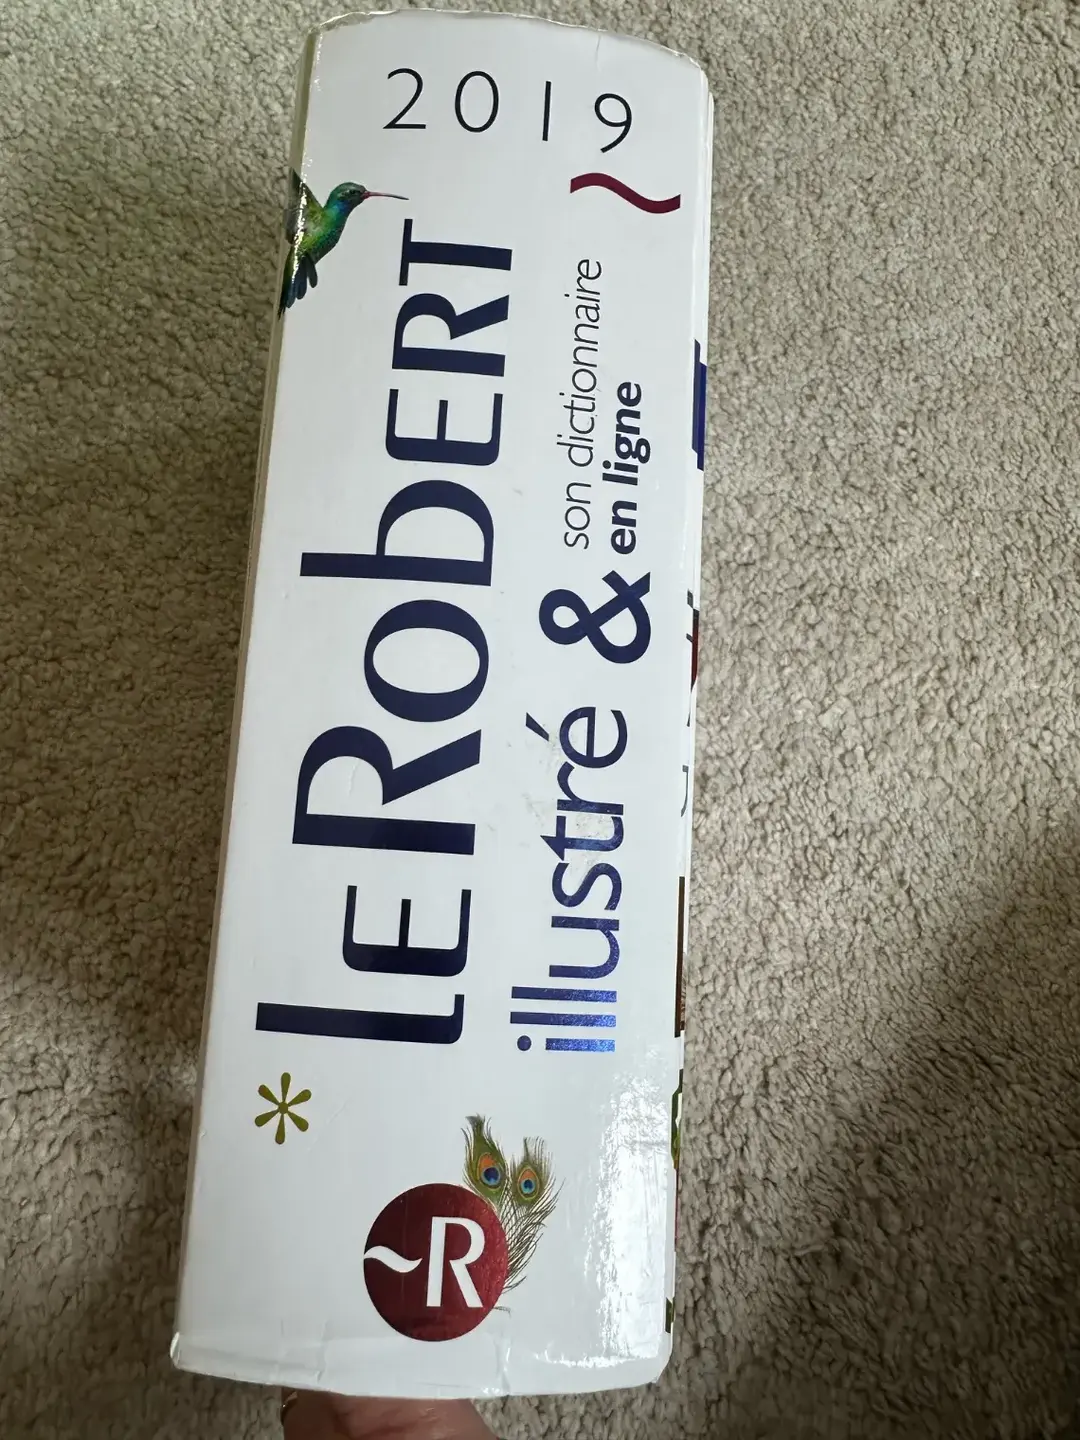 2019
LE ROBERT
illustré & son dictionnaire
en ligne
~R